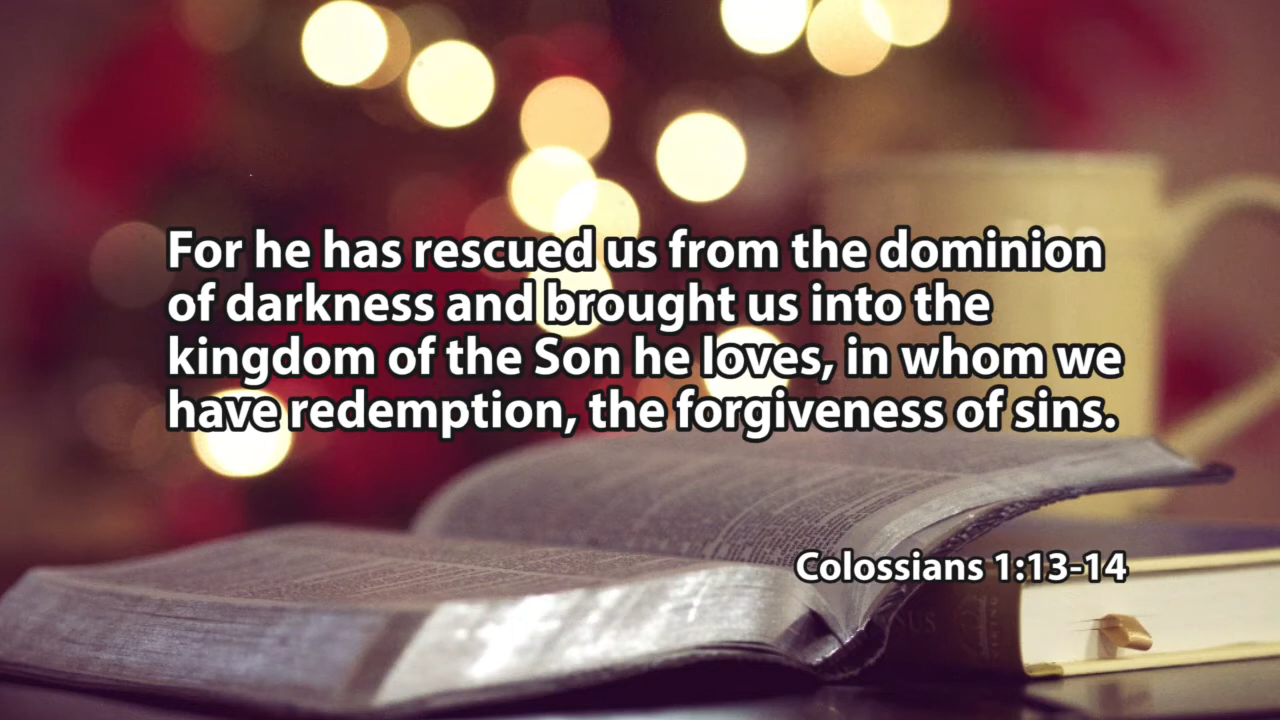 For he has rescued us from the dominion
of darkness and brought us into the
kingdom of the Son he loves, in whom we
have redemption, the forgiveness of sins.
Colossians 1:13-14